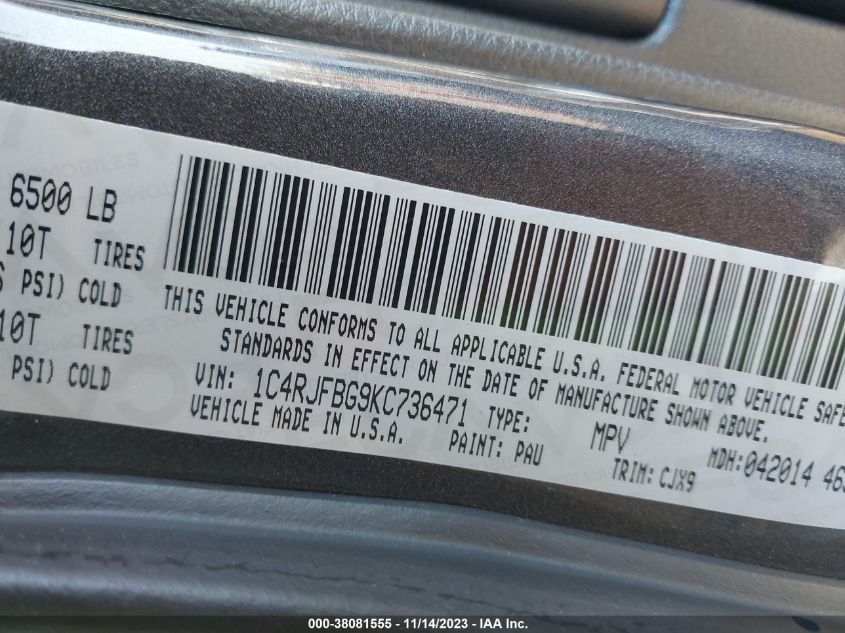 6500 LB
10T TIRES
PSI) COLD
10T TIRES
PSI) COLD
THIS VEHICLE CONFORMS TO ALL APPLICABLE U.S.A. FEDERAL MOTOR VEHICLE SAFE
STANDARDS IN EFFECT ON THE DATE OF MANUFACTURE SHOWN ABOVE.
VIN: 1C4RJFBG9KC736471 TYPE: MPV MDH:042014 46
VEHICLE MADE IN U.S.A. PAINT: PAU TRIM: CJX9
000-38081555 - 11/14/2023 - © IAA Inc.